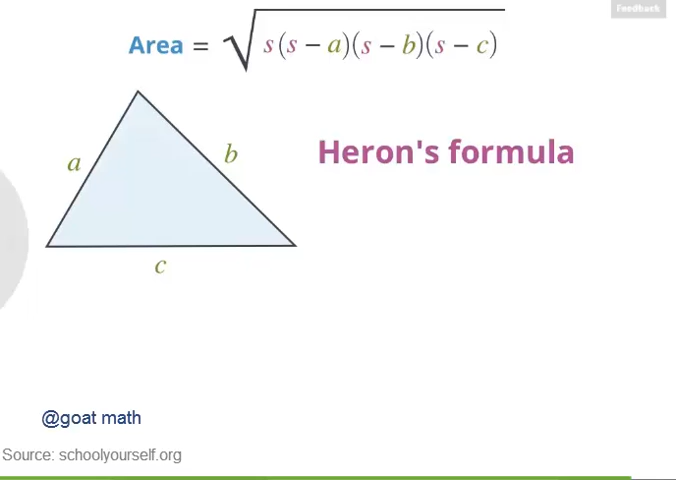 Feedback
Area = √s(s − a)(s − b)(s − c)
a
b
Heron's formula
c
@goat math
Source: schoolyourself.org